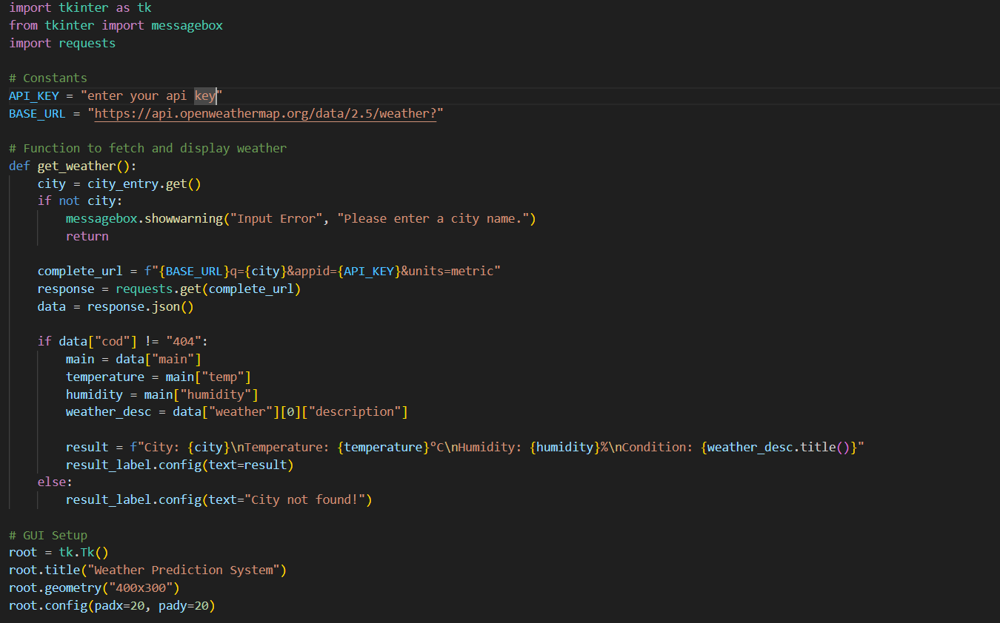 import tkinter as tk
from tkinter import messagebox
import requests

# Constants
API_KEY = "enter your api key"
BASE_URL = "https://api.openweathermap.org/data/2.5/weather?"

# Function to fetch and display weather
def get_weather():
    city = city_entry.get()
    if not city:
        messagebox.showwarning("Input Error", "Please enter a city name.")
        return

    complete_url = f"{BASE_URL}q={city}&appid={API_KEY}&units=metric"
    response = requests.get(complete_url)
    data = response.json()

    if data["cod"] != "404":
        main = data["main"]
        temperature = main["temp"]
        humidity = main["humidity"]
        weather_desc = data["weather"][0]["description"]

        result = f"City: {city}\nTemperature: {temperature}°C\nHumidity: {humidity}%\nCondition: {weather_desc.title()}"
        result_label.config(text=result)
    else:
        result_label.config(text="City not found!")

# GUI Setup
root = tk.Tk()
root.title("Weather Prediction System")
root.geometry("400x300")
root.config(padx=20, pady=20)